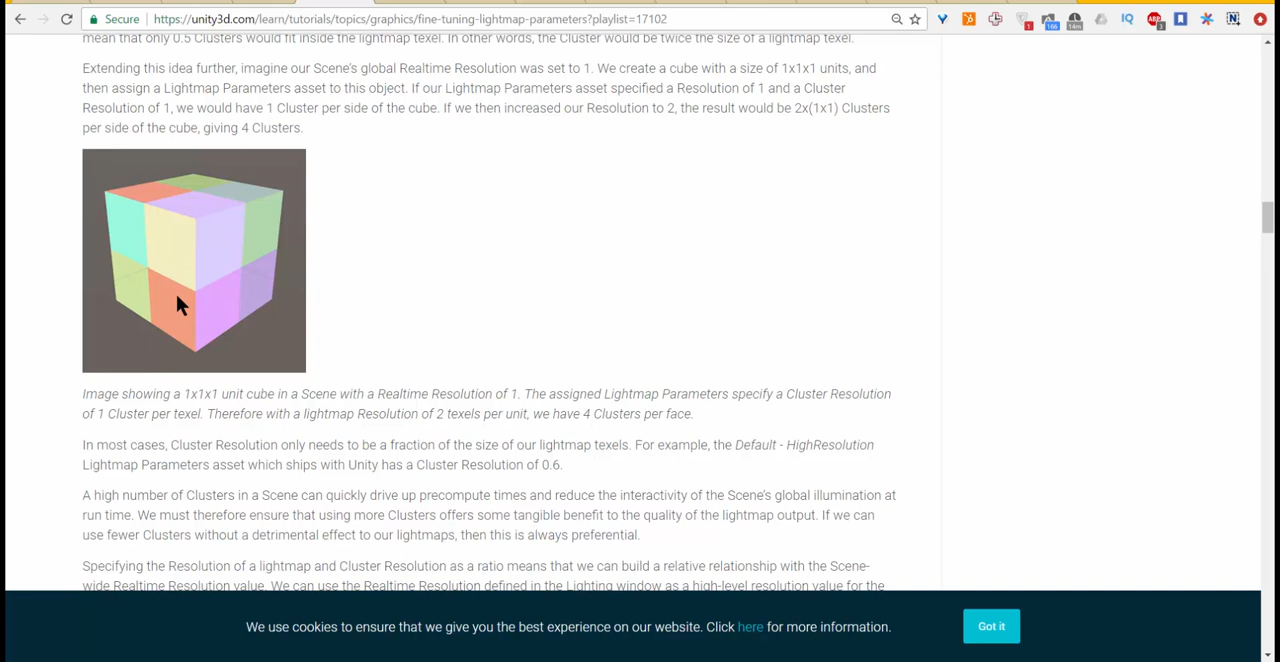 Secure
https://unity3d.com/learn/tutorials/topics/graphics/fine-tuning-lightmap-parameters?playlist=17102
mean that only 0.5 Clusters would fit inside the lightmap texel. In other words, the Cluster would be twice the size of a lightmap texel.
Extending this idea further, imagine our Scene's global Realtime Resolution was set to 1. We create a cube with a size of 1x1x1 units, and
then assign a Lightmap Parameters asset to this object. If our Lightmap Parameters asset specified a Resolution of 1 and a Cluster
Resolution of 1, we would have 1 Cluster per side of the cube. If we then increased our Resolution to 2, the result would be 2x(1x1) Clusters
per side of the cube, giving 4 Clusters.
Image showing a 1x1x1 unit cube in a Scene with a Realtime Resolution of 1. The assigned Lightmap Parameters specify a Cluster Resolution
of 1 Cluster per texel. Therefore with a lightmap Resolution of 2 texels per unit, we have 4 Clusters per face.
In most cases, Cluster Resolution only needs to be a fraction of the size of our lightmap texels. For example, the Default - HighResolution
Lightmap Parameters asset which ships with Unity has a Cluster Resolution of 0.6.
A high number of Clusters in a Scene can quickly drive up precompute times and reduce the interactivity of the Scene's global illumination at
run time. We must therefore ensure that using more Clusters offers some tangible benefit to the quality of the lightmap output. If we can
use fewer Clusters without a detrimental effect to our lightmaps, then this is always preferential.
Specifying the Resolution of a lightmap and Cluster Resolution as a ratio means that we can build a relative relationship with the Scene-
wide Realtime Resolution value. We can use the Realtime Resolution defined in the Lighting window as a high-level resolution value for the
We use cookies to ensure that we give you the best experience on our website. Click here for more information.
Got it